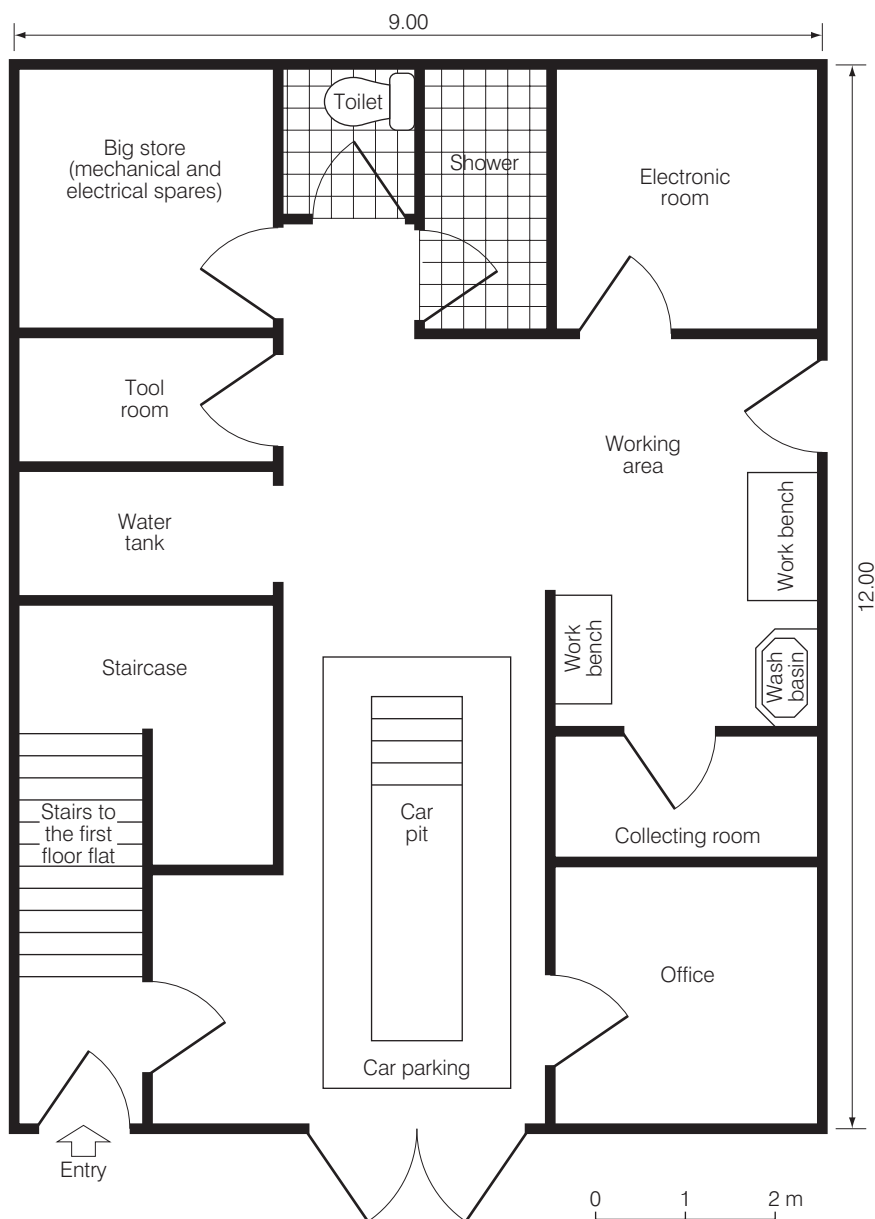 9.00
Toilet
Big store
(mechanical and
electrical spares)
Shower
Electronic
room
Tool
room
Working
area
Water
tank
Work bench
12.00
Staircase
Work
bench
Wash
basin
Stairs to
the first
floor flat
Car
pit
Collecting room
Office
Car parking
Entry
0 1 2 m